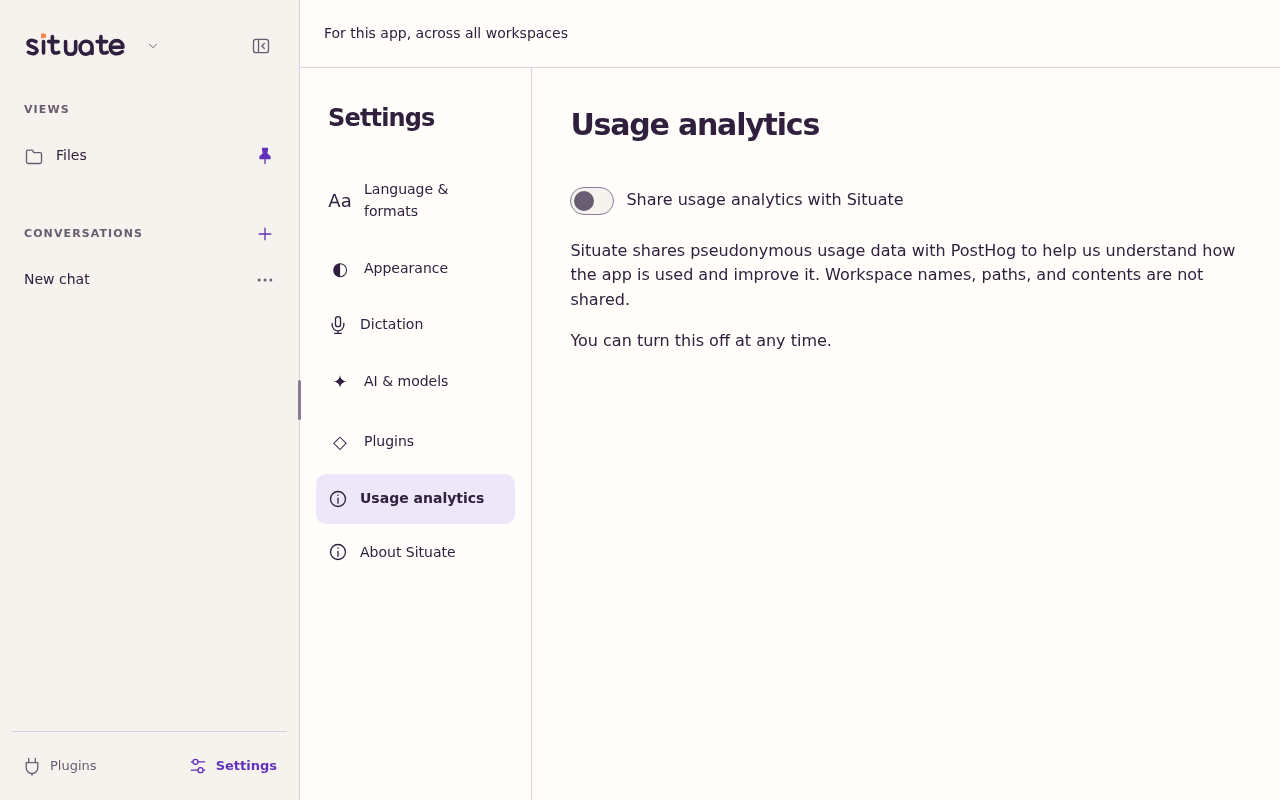 situate
For this app, across all workspaces
VIEWS
Files
CONVERSATIONS
New chat
Plugins
Settings
Settings
Aa Language &
formats
Appearance
Dictation
AI & models
Plugins
Usage analytics
About Situate
Usage analytics
Share usage analytics with Situate
Situate shares pseudonymous usage data with PostHog to help us understand how
the app is used and improve it. Workspace names, paths, and contents are not
shared.
You can turn this off at any time.